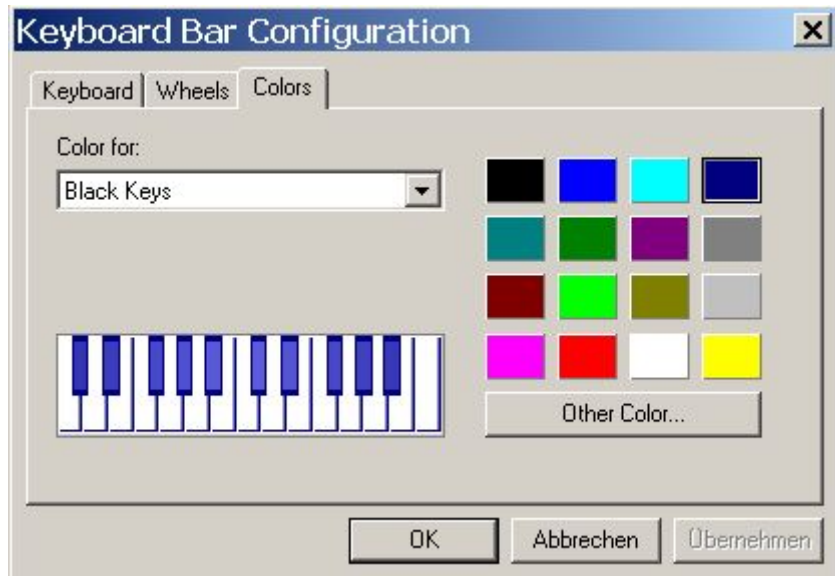 Keyboard Bar Configuration
Keyboard Wheels Colors
Color for:
Black Keys
Other Color...
OK Abbrechen Übernehmen